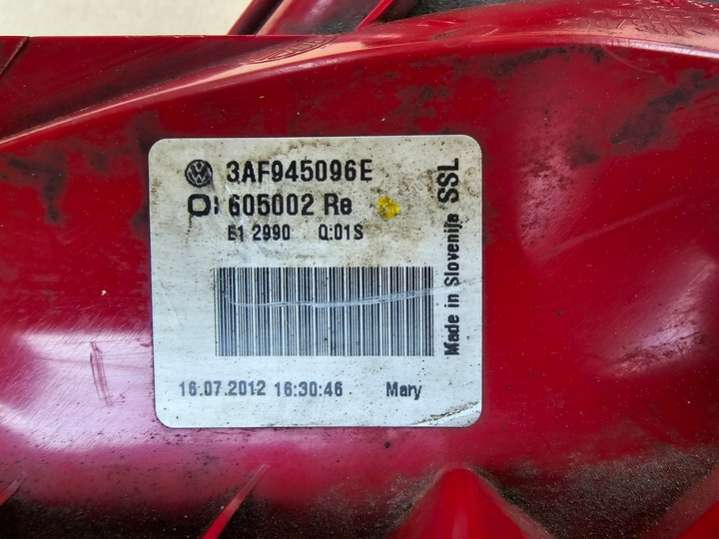 3AF945096E
605002 Re
E1 2990 Q:01S
16.07.2012 16:30:46 Mary
Made in Slovenija SSL